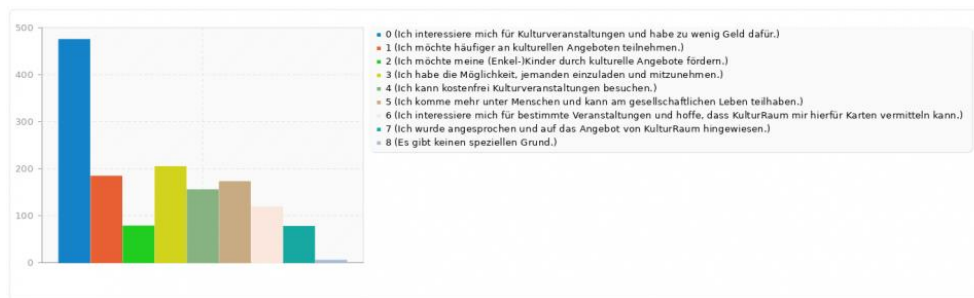 500
400
300
200
100
0
0 (Ich interessiere mich für Kulturveranstaltungen und habe zu wenig Geld dafür.)
1 (Ich möchte häufiger an kulturellen Angeboten teilnehmen.)
2 (Ich möchte meine (Enkel-)Kinder durch kulturelle Angebote fördern.)
3 (Ich habe die Möglichkeit, jemanden einzuladen und mitzunehmen.)
4 (Ich kann kostenfrei Kulturveranstaltungen besuchen.)
5 (Ich komme mehr unter Menschen und kann am gesellschaftlichen Leben teilhaben.)
6 (Ich interessiere mich für bestimmte Veranstaltungen und hoffe, dass KulturRaum mir hierfür Karten vermitteln kann.)
7 (Ich wurde angesprochen und auf das Angebot von KulturRaum hingewiesen.)
8 (Es gibt keinen speziellen Grund.)